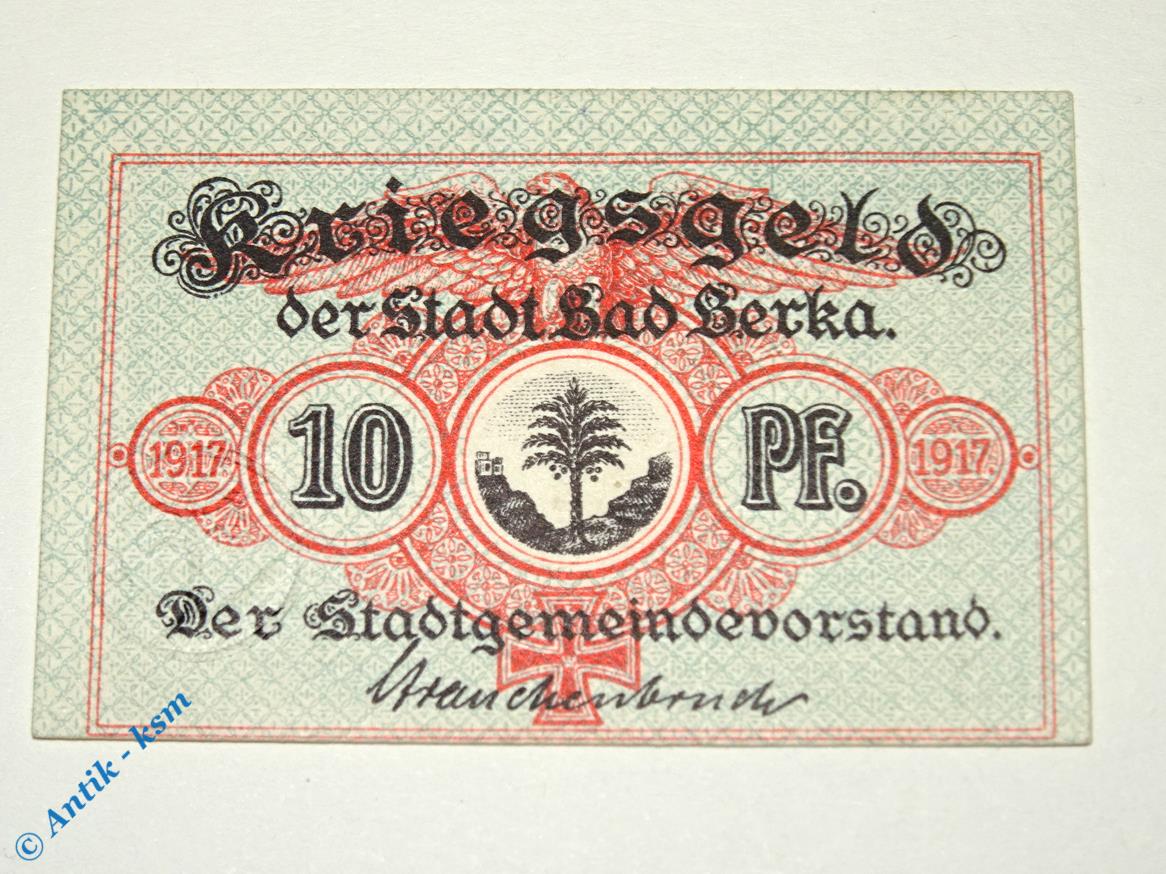 Kriegsgeld
der Stadt Bad Berka.
1917 10 Pf. 1917.
Der Stadtgemeindevorstand.
© Antik - ksm